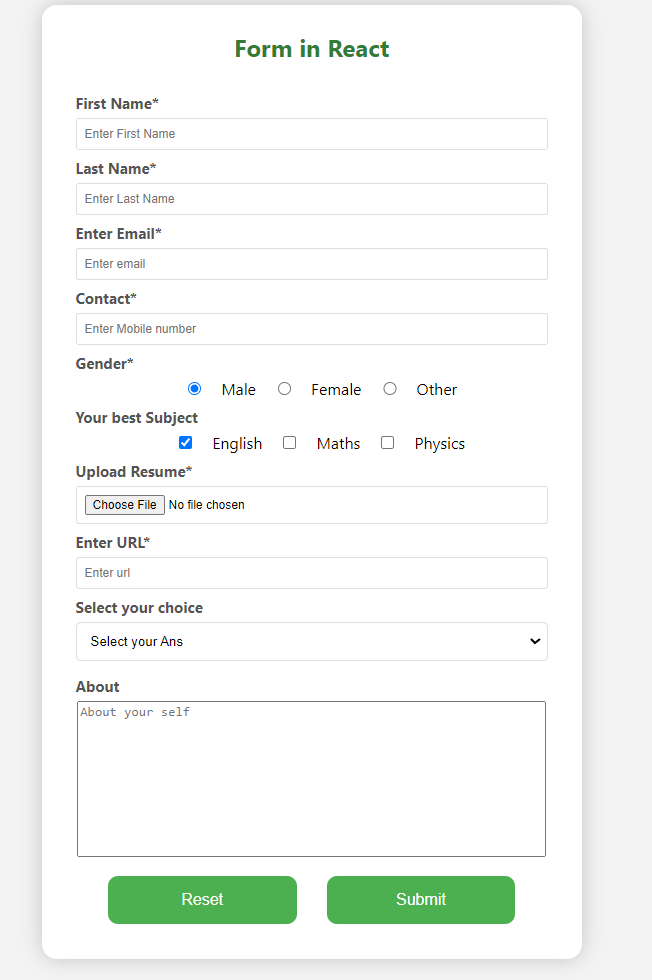 Form in React
First Name*
Enter First Name
Last Name*
Enter Last Name
Enter Email*
Enter email
Contact*
Enter Mobile number
Gender*
Male Female Other
Your best Subject
English Maths Physics
Upload Resume*
Choose File No file chosen
Enter URL*
Enter url
Select your choice
Select your Ans
About
About your self
Reset Submit